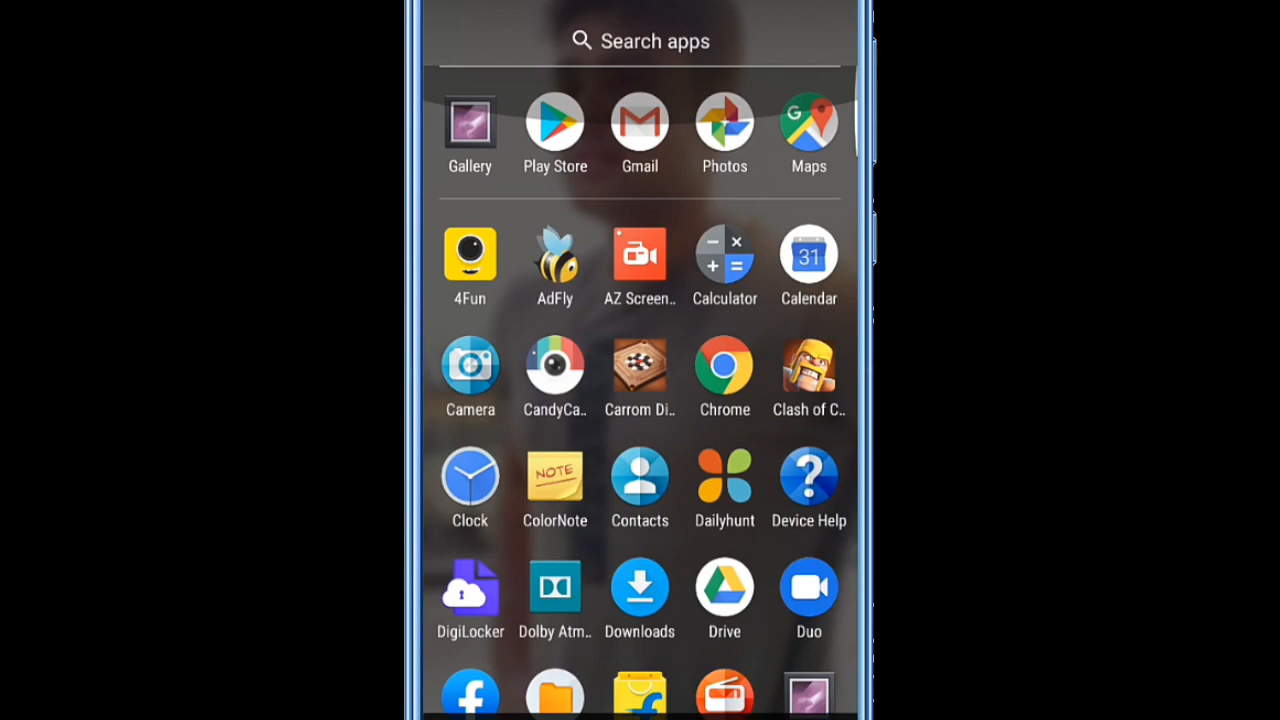 Search apps
Gallery Play Store Gmail Photos Maps
G
4Fun AdFly AZ Screen.. Calculator Calendar
31
Camera CandyCa.. Carrom Di.. Chrome Clash of C..
NOTE
Clock ColorNote Contacts Dailyhunt Device Help
DigiLocker Dolby Atm.. Downloads Drive Duo